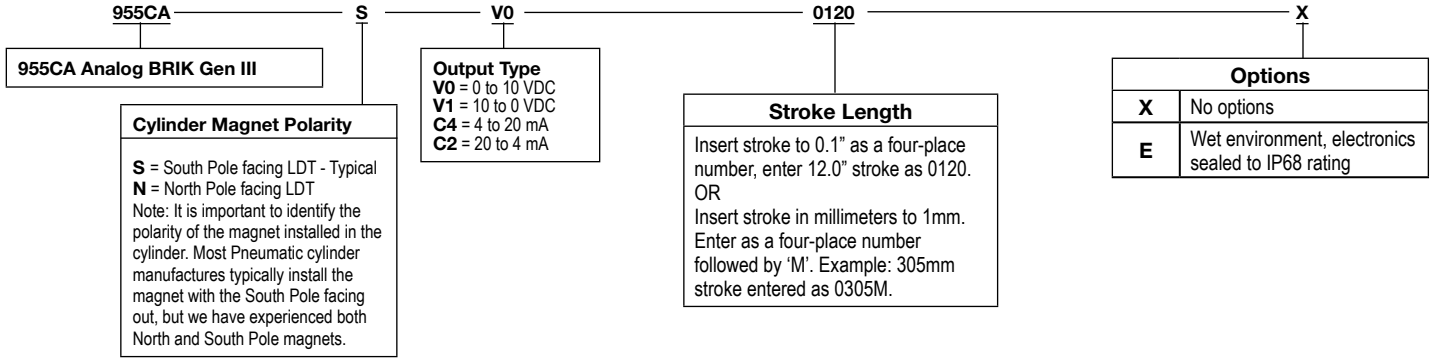 955CA S V0 0120 X
955CA Analog BRIK Gen III
Cylinder Magnet Polarity
S = South Pole facing LDT - Typical
N = North Pole facing LDT
Note: It is important to identify the
polarity of the magnet installed in the
cylinder. Most Pneumatic cylinder
manufactures typically install the
magnet with the South Pole facing
out, but we have experienced both
North and South Pole magnets.
Output Type
V0 = 0 to 10 VDC
V1 = 10 to 0 VDC
C4 = 4 to 20 mA
C2 = 20 to 4 mA
Stroke Length
Insert stroke to 0.1” as a four-place
number, enter 12.0” stroke as 0120.
OR
Insert stroke in millimeters to 1mm.
Enter as a four-place number
followed by ‘M’. Example: 305mm
stroke entered as 0305M.
Options
X No options
E Wet environment, electronics
sealed to IP68 rating